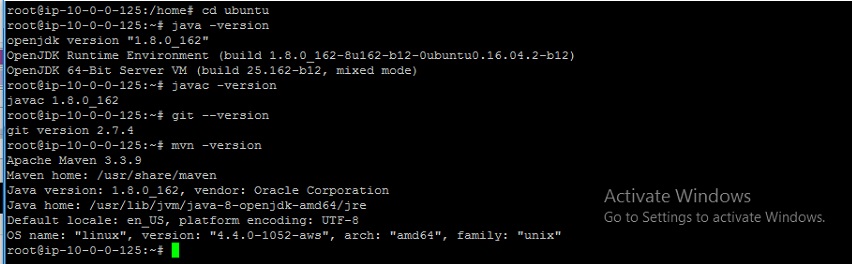 root@ip-10-0-0-125:/home# cd ubuntu
root@ip-10-0-0-125:~# java -version
openjdk version "1.8.0_162"
OpenJDK Runtime Environment (build 1.8.0_162-8u162-b12-0ubuntu0.16.04.2-b12)
OpenJDK 64-Bit Server VM (build 25.162-b12, mixed mode)
root@ip-10-0-0-125:~# javac -version
javac 1.8.0_162
root@ip-10-0-0-125:~# git --version
git version 2.7.4
root@ip-10-0-0-125:~# mvn -version
Apache Maven 3.3.9
Maven home: /usr/share/maven
Java version: 1.8.0_162, vendor: Oracle Corporation
Java home: /usr/lib/jvm/java-8-openjdk-amd64/jre
Default locale: en_US, platform encoding: UTF-8
OS name: "linux", version: "4.4.0-1052-aws", arch: "amd64", family: "unix"
root@ip-10-0-0-125:~#
Activate Windows
Go to Settings to activate Windows.